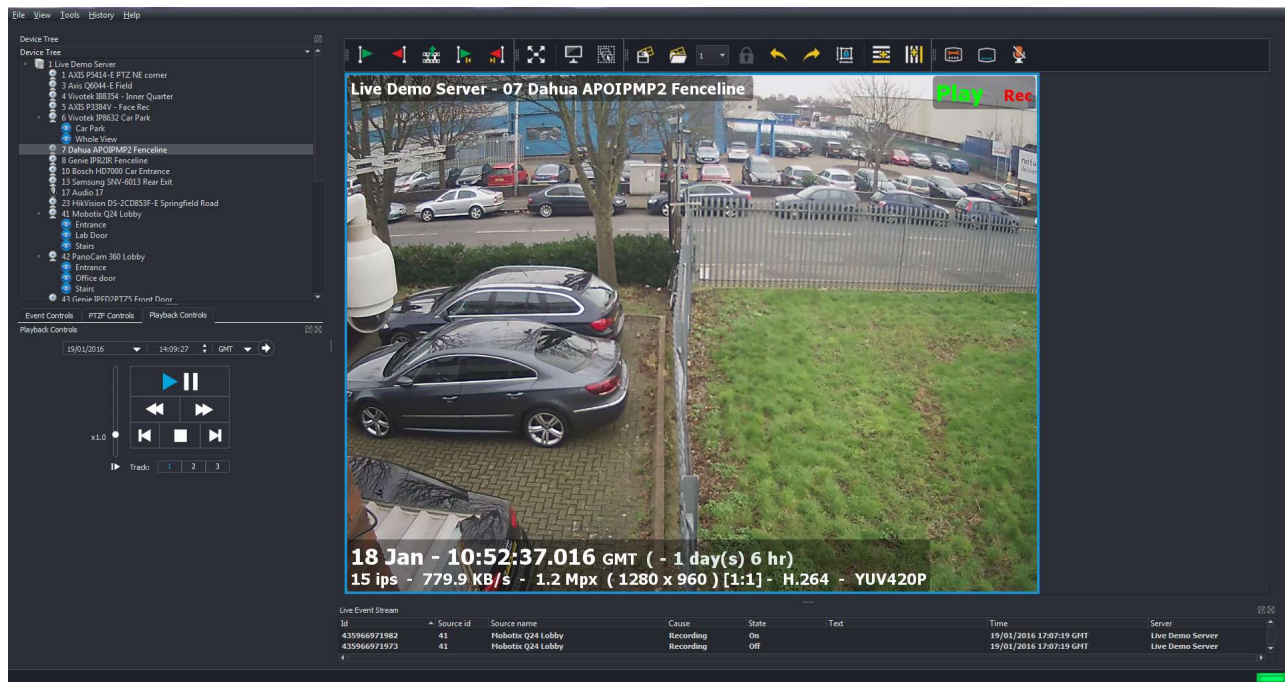 File View Tools History Help
Device Tree
Device Tree
1 Live Demo Server
1 AXIS P5414-E PTZ NE corner
3 Axis Q6044-E Field
4 Vivotek IB8354 - Inner Quarter
5 AXIS P3384V - Face Rec
6 Vivotek IP8632 Car Park
Car Park
Whole View
7 Dahua APOIPMP2 Fenceline
8 Genie IPBZIR Fenceline
10 Bosch HD7000 Car Entrance
13 Samsung SNV-6013 Rear Exit
17 Audio 17
23 HikVision DS-2CD853F-E Springfield Road
41 Mobotix Q24 Lobby
Entrance
Lab Door
Stairs
42 PanoCam 360 Lobby
Entrance
Office door
Stairs
43 Genie IPFD2PTZ5 Front Door
Event Controls PTZF Controls Playback Controls
Playback Controls
19/01/2016 14:09:27 GMT
x1.0
Track: 1 2 3
1
Live Demo Server - 07 Dahua APOIPMP2 Fenceline
Play Rec
18 Jan - 10:52:37.016 GMT ( - 1 day(s) 6 hr)
15 ips - 779.9 KB/s - 1.2 Mpx ( 1280 x 960 ) [1:1] - H.264 - YUV420P
Live Event Stream
Id Source id Source name Cause State Text Time Server
435966971982 41 Mobotix Q24 Lobby Recording On 19/01/2016 17:07:19 GMT Live Demo Server
435966971973 41 Mobotix Q24 Lobby Recording Off 19/01/2016 17:07:19 GMT Live Demo Server